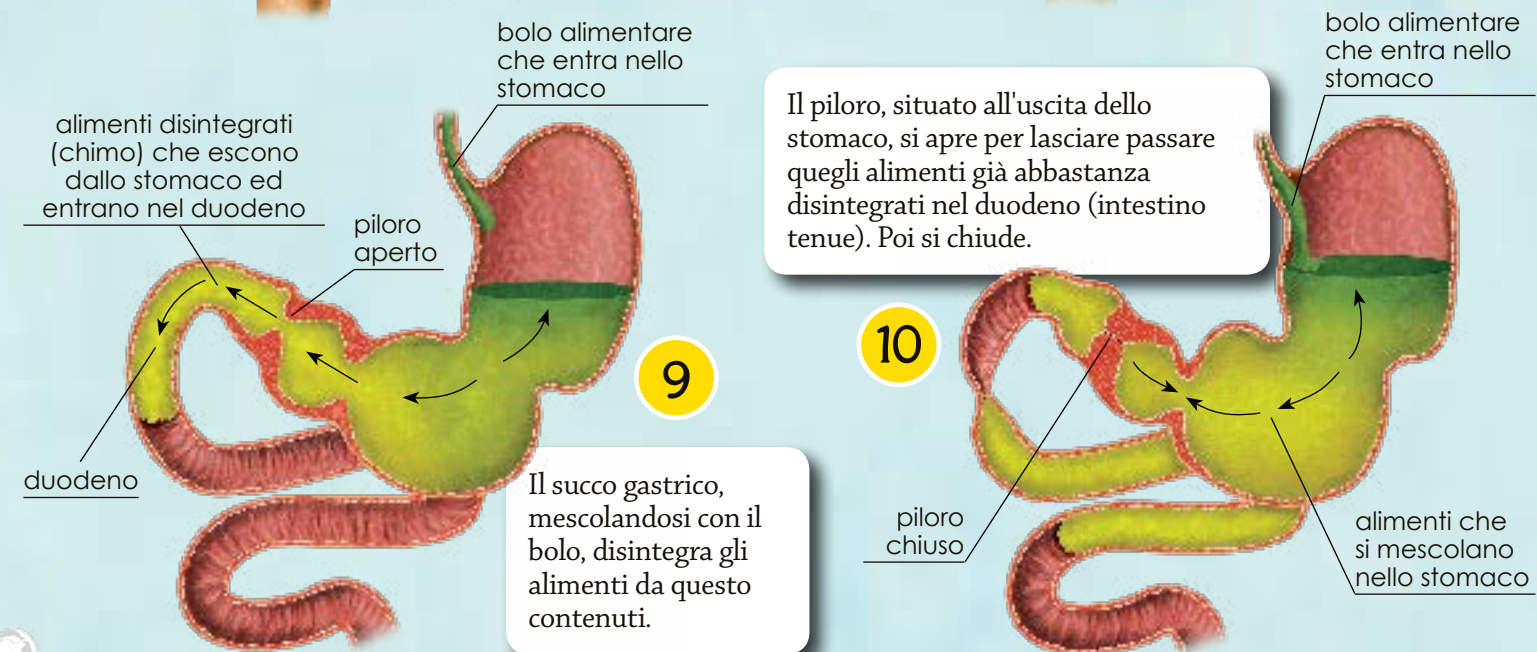 bolo alimentare
che entra nello
stomaco
alimenti disintegrati
(chimo) che escono
dallo stomaco ed
entrano nel duodeno
piloro
aperto
duodeno
9
Il succo gastrico,
mescolandosi con il
bolo, disintegra gli
alimenti da questo
contenuti.
Il piloro, situato all'uscita dello
stomaco, si apre per lasciare passare
quegli alimenti già abbastanza
disintegrati nel duodeno (intestino
tenue). Poi si chiude.
10
bolo alimentare
che entra nello
stomaco
piloro
chiuso
alimenti che
si mescolano
nello stomaco